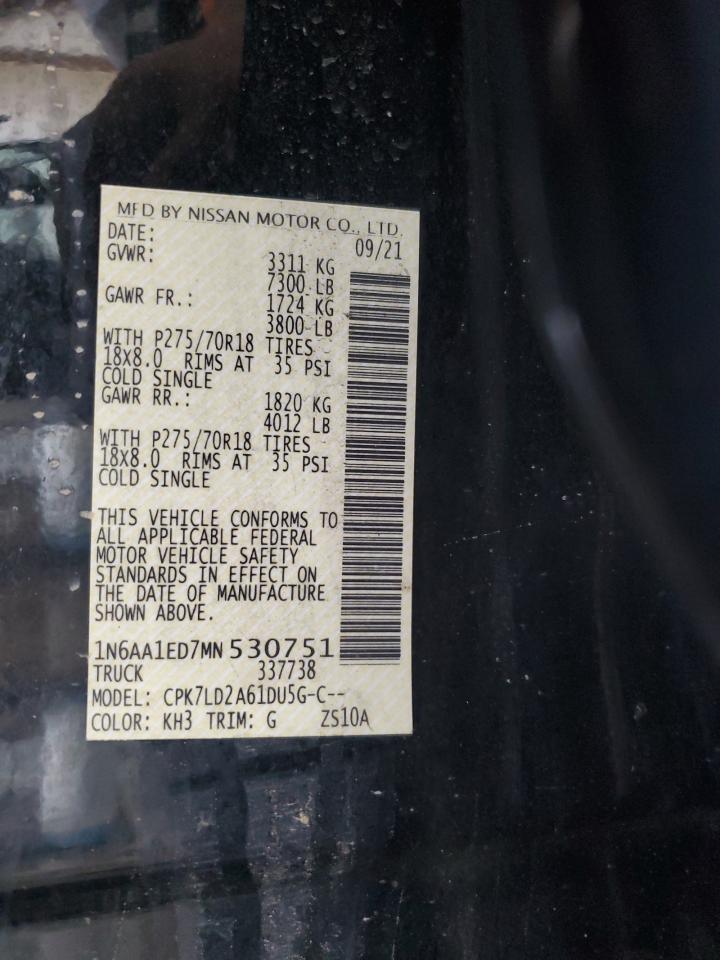 MFD BY NISSAN MOTOR CO., LTD.
DATE: 09/21
GVWR: 3311 KG
7300 LB
GAWR FR.: 1724 KG
3800 LB
WITH P275/70R18 TIRES
18X8.0 RIMS AT 35 PSI
COLD SINGLE
GAWR RR.: 1820 KG
4012 LB
WITH P275/70R18 TIRES
18X8.0 RIMS AT 35 PSI
COLD SINGLE
THIS VEHICLE CONFORMS TO
ALL APPLICABLE FEDERAL
MOTOR VEHICLE SAFETY
STANDARDS IN EFFECT ON
THE DATE OF MANUFACTURE
SHOWN ABOVE.
1N6AA1ED7MN530751
TRUCK 337738
MODEL: CPK7LD2A61DU5G-C--
COLOR: KH3 TRIM: G ZS10A